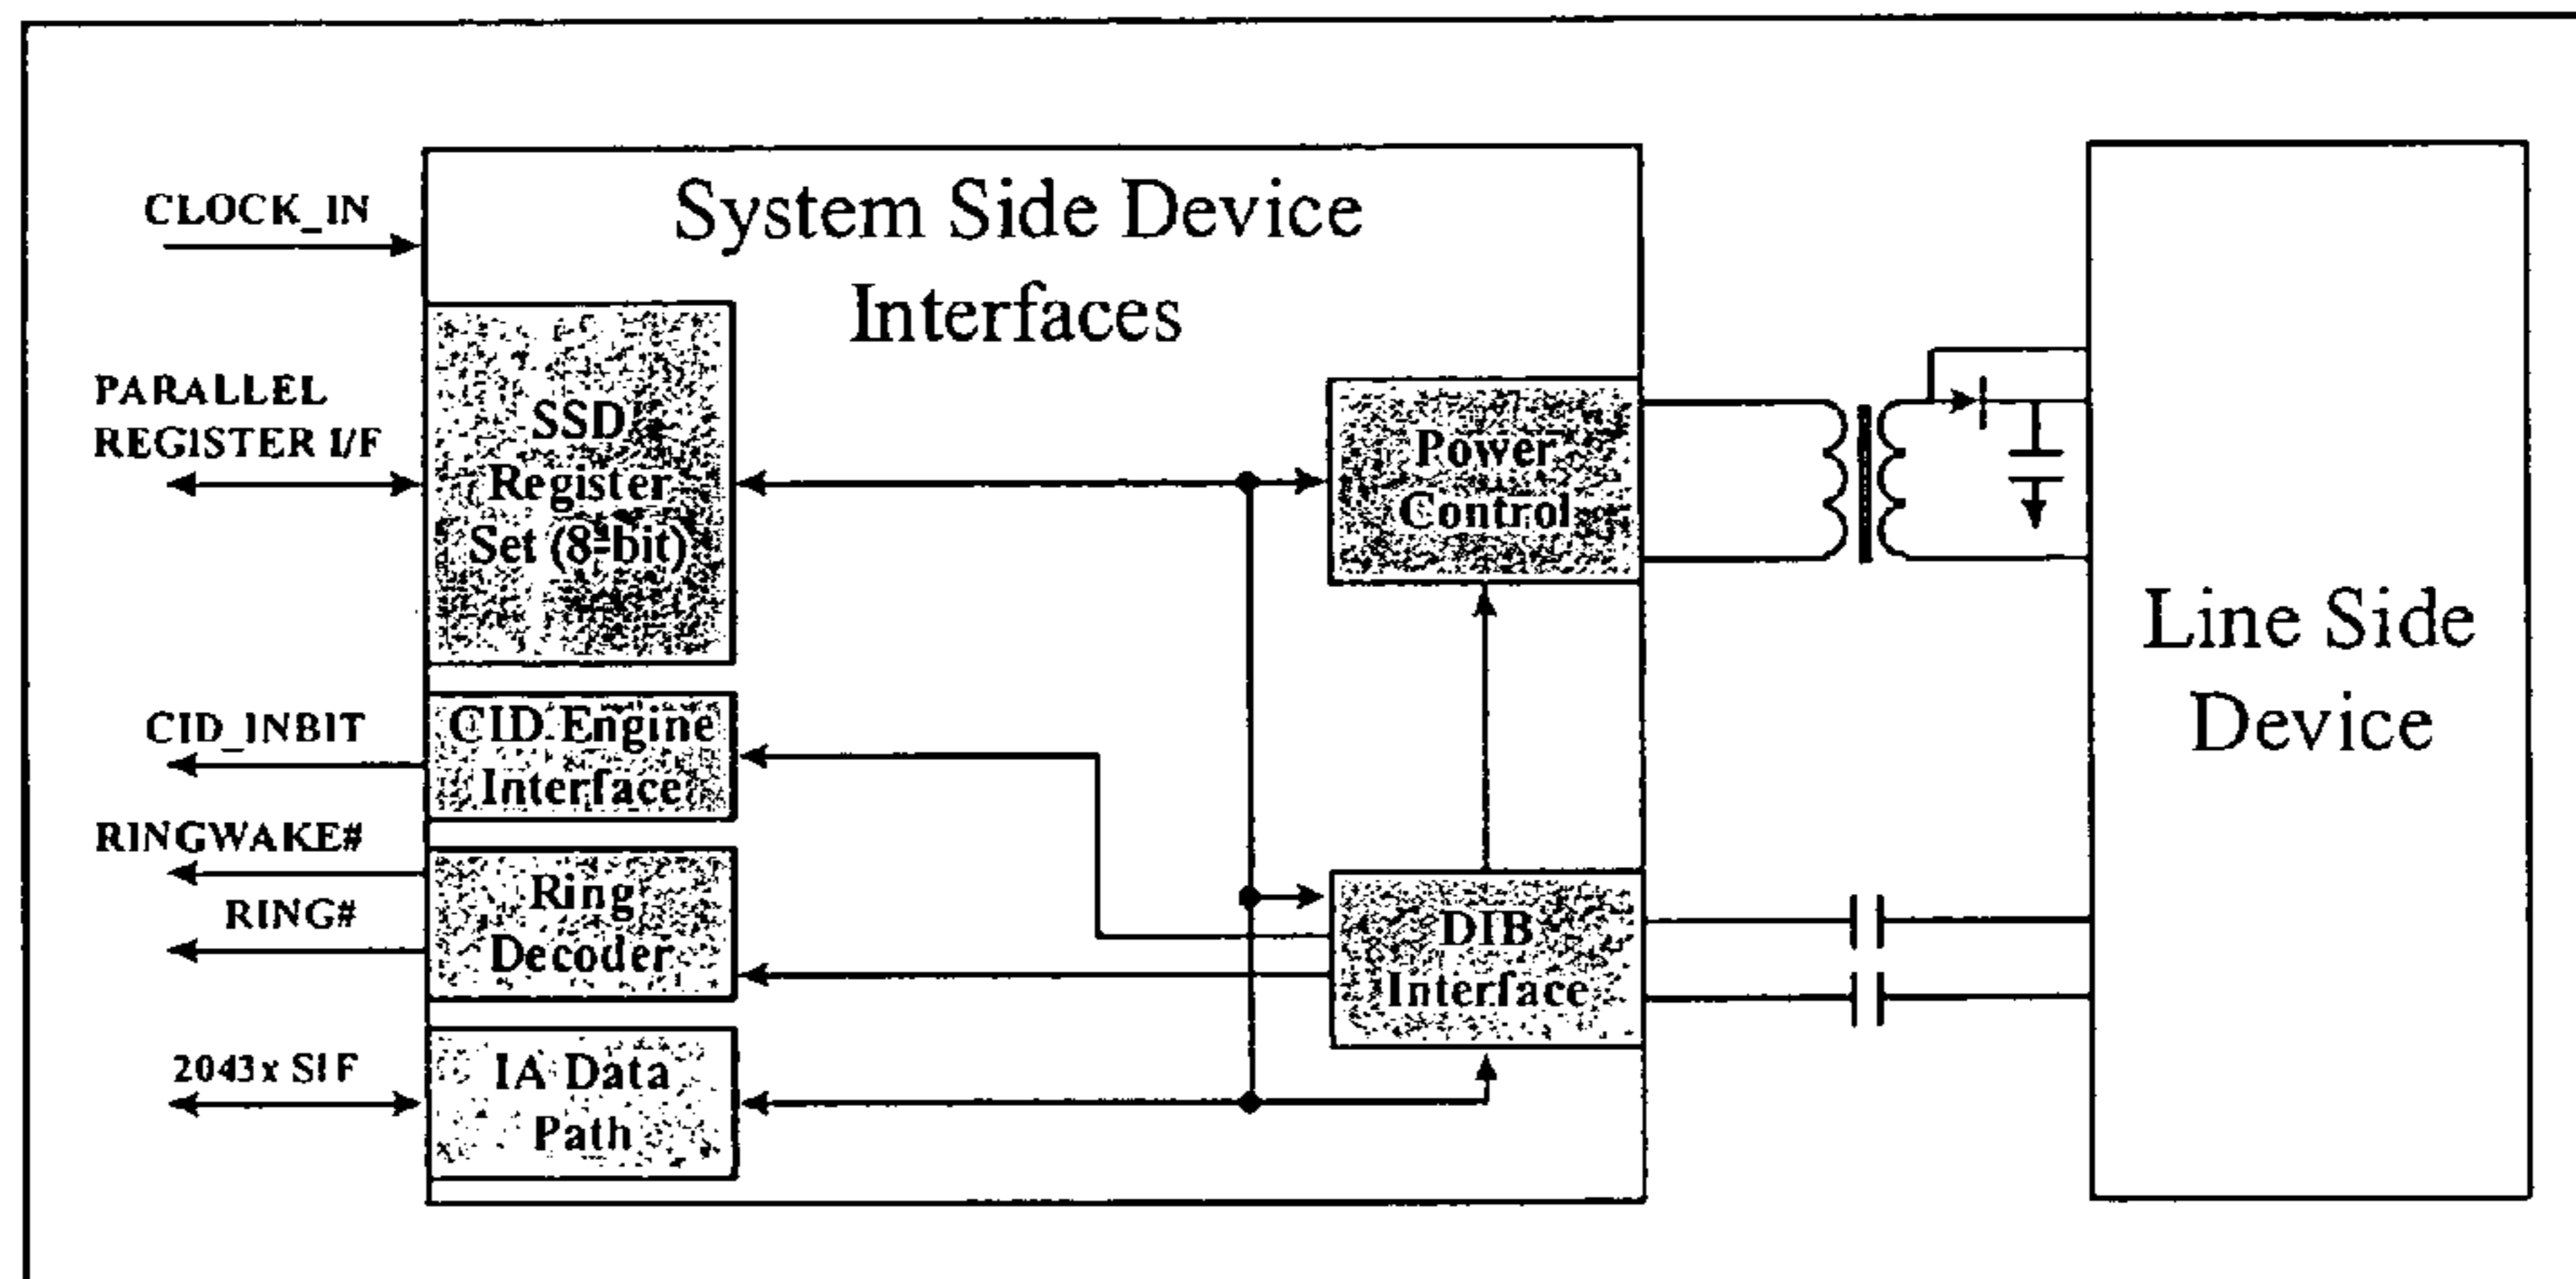 System Side Device
Interfaces
CLOCK_IN
PARALLEL
REGISTER I/F
SSD
Register
Set (8-bit)
Power
Control
CID_INBIT
CID Engine
Interface
RINGWAKE#
RING#
Ring
Decoder
DIB
Interface
2043x SIF
IA Data
Path
Line Side
Device